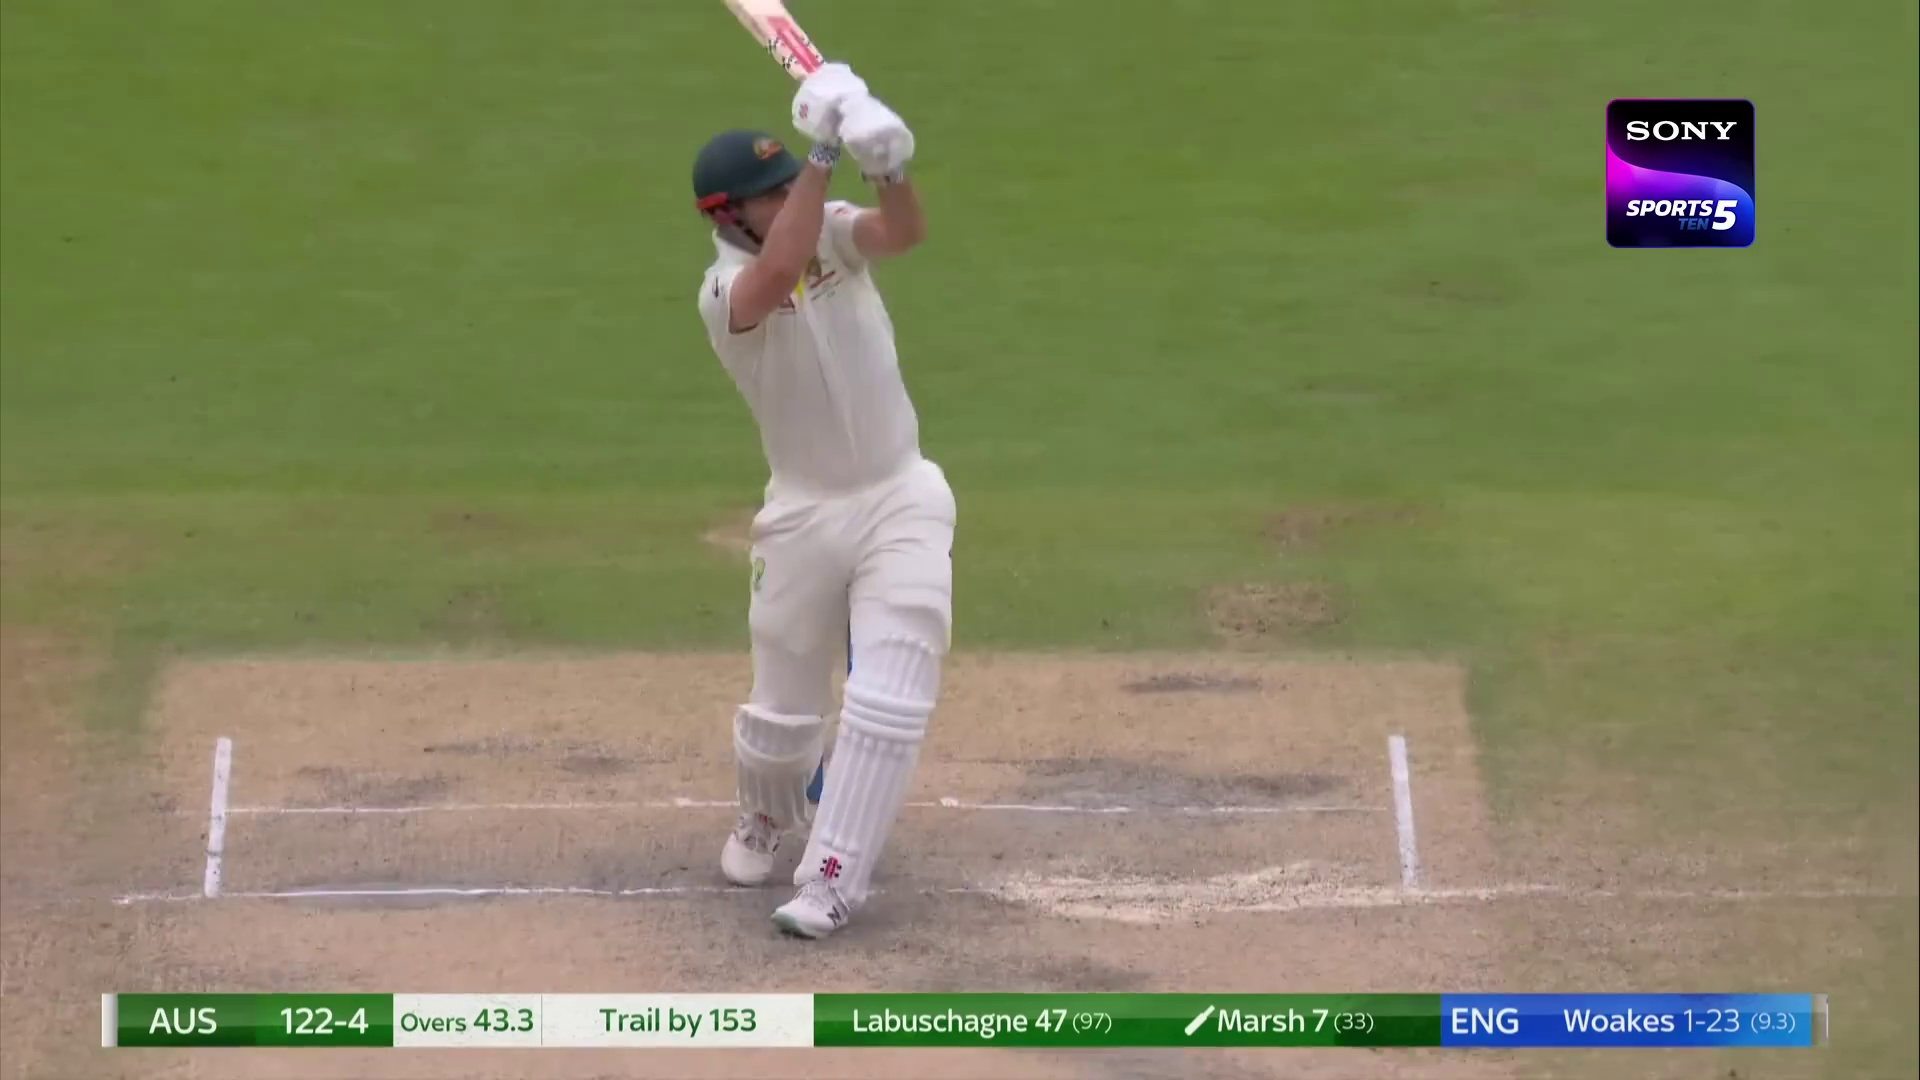 SONY
SPORTS
TEN 5
AUS 122-4 Overs 43.3 Trail by 153 Labuschagne 47 (97) Marsh 7 (33) ENG Woakes 1-23 (9.3)